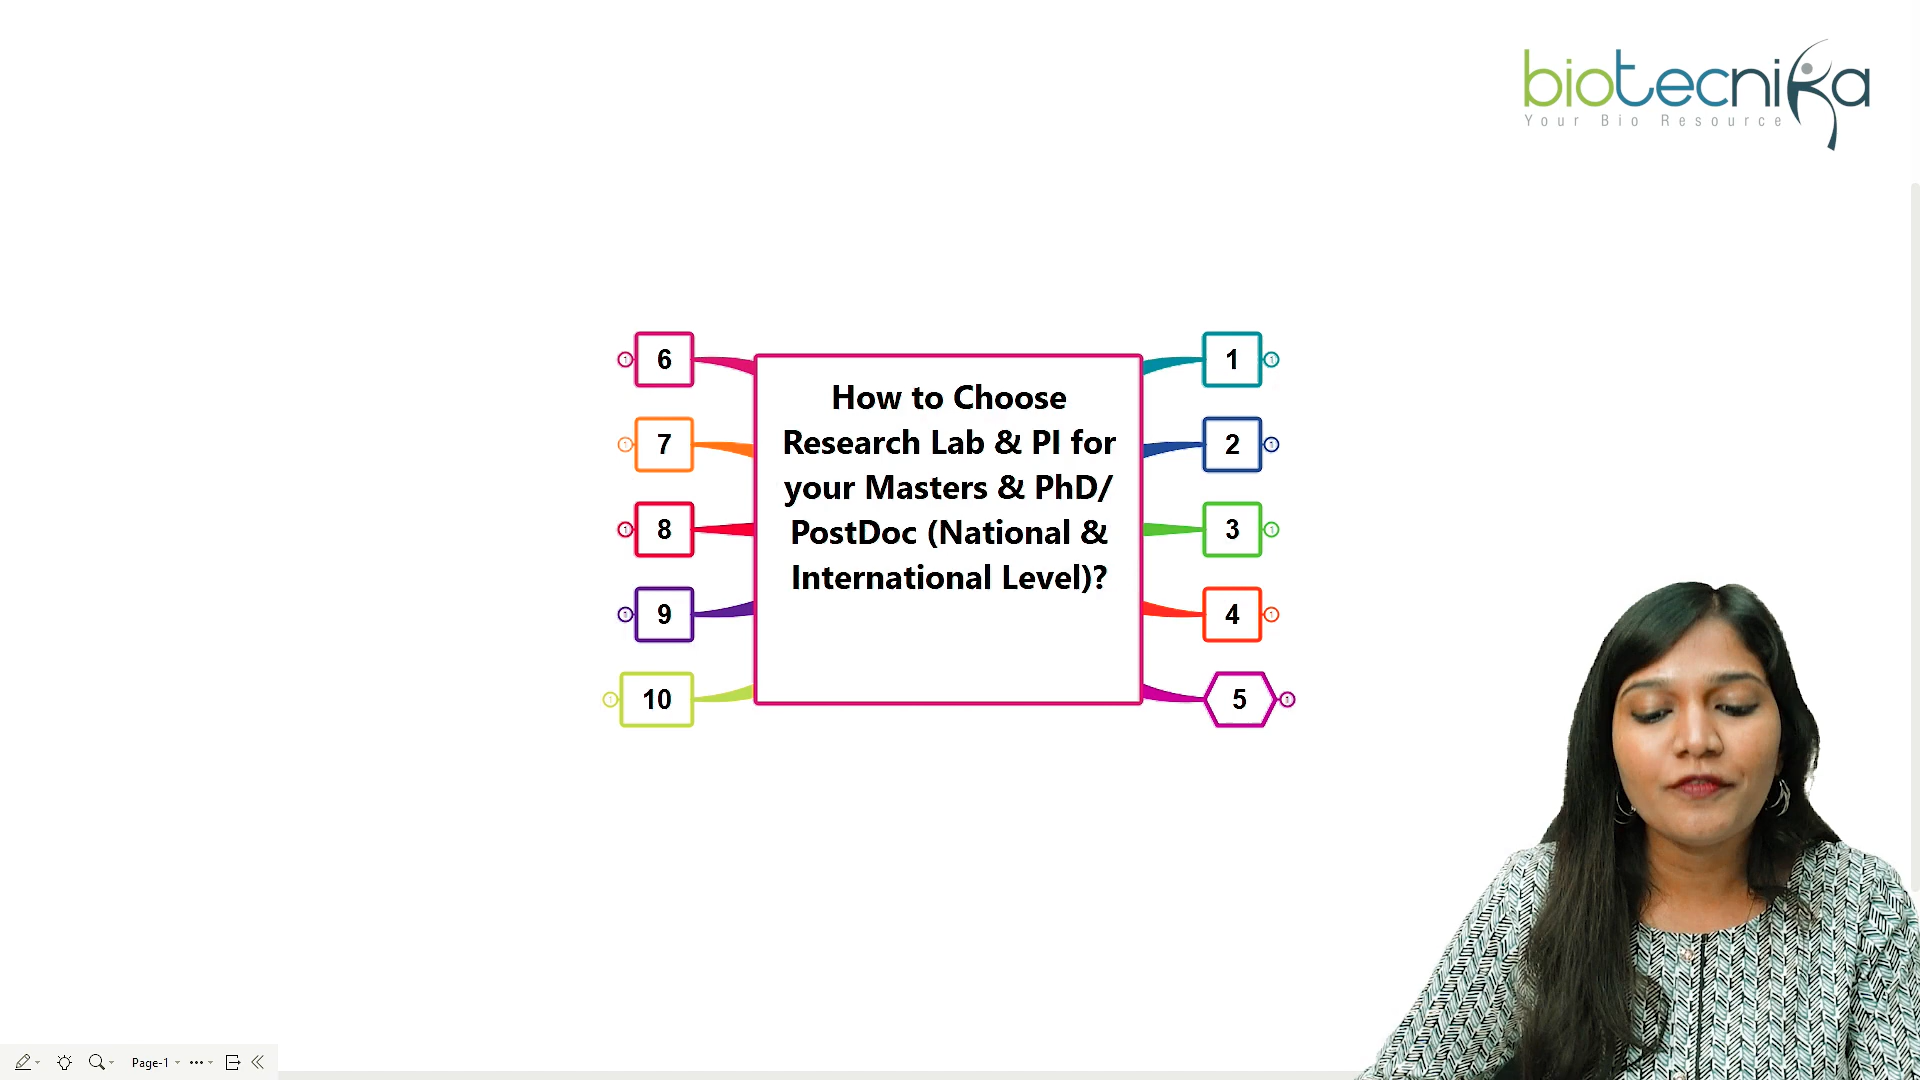 biotecnika
Your Bio Resource
How to Choose
Research Lab & PI for
your Masters & PhD/
PostDoc (National &
International Level)?
1
2
3
4
5
6
7
8
9
10
Page-1